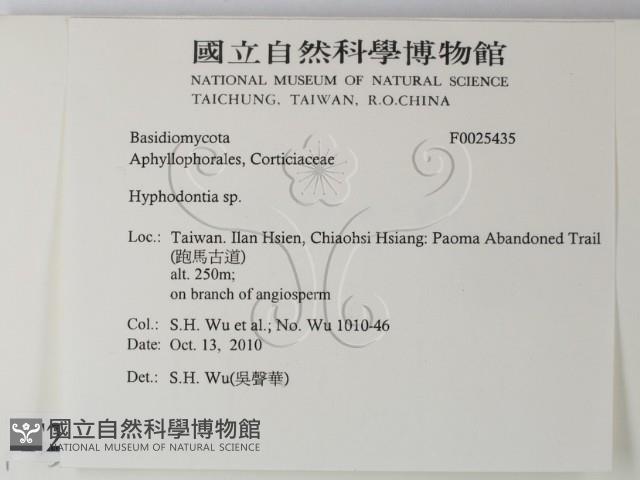 國立自然科學博物館
NATIONAL MUSEUM OF NATURAL SCIENCE
TAICHUNG, TAIWAN, R.O.CHINA
Basidiomycota F0025435
Aphyllophorales, Corticiaceae
Hyphodontia sp.
Loc.: Taiwan. Ilan Hsien, Chiaohsi Hsiang: Paoma Abandoned Trail
(跑馬古道)
alt. 250m;
on branch of angiosperm
Col.: S.H. Wu et al.; No. Wu 1010-46
Date: Oct. 13, 2010
Det.: S.H. Wu(吳聲華)
國立自然科學博物館
NATIONAL MUSEUM OF NATURAL SCIENCE